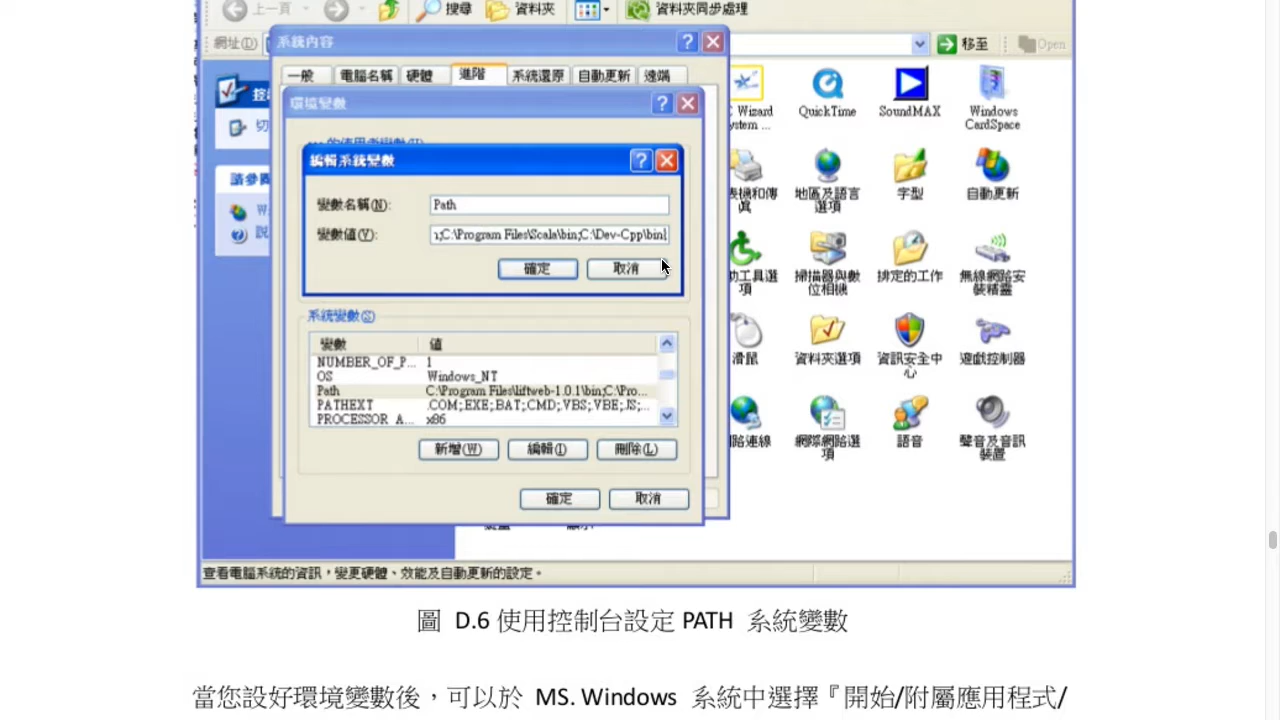 上一頁
搜尋
資料夾
資料夾同步處理
網址(D)
移至
Open
系統內容
一般
電腦名稱
硬體
進階
系統還原
自動更新
遠端
環境變數
的使用者變數(U)
編輯系統變數
變數名稱(N):
Path
變數值(V):
1;C:\Program Files\Scala\bin;C:\Dev-Cpp\bin
確定
取消
系統變數(S)
變數
值
NUMBER_OF_P...
1
OS
Windows_NT
Path
C:\Program Files\liftweb-1.0.1\bin;C:\Pro...
PATHEXT
.COM;.EXE;.BAT;.CMD;.VBS;.VBE;.JS;...
PROCESSOR_A...
x86
新增(W)
編輯(I)
刪除(L)
確定
取消
Wizard
QuickTime
SoundMAX
Windows
CardSpace
地區及語言
選項
字型
自動更新
掃描器與數
位相機
排定的工作
無線網路安
裝精靈
滑鼠
資料夾選項
資訊安全中
心
遊戲控制器
網際網路選
項
語音
聲音及音訊
裝置
查看電腦系統的資訊,變更硬體、效能及自動更新的設定。
圖 D.6 使用控制台設定 PATH 系統變數
當您設好環境變數後,可以於 MS. Windows 系統中選擇『開始/附屬應用程式/